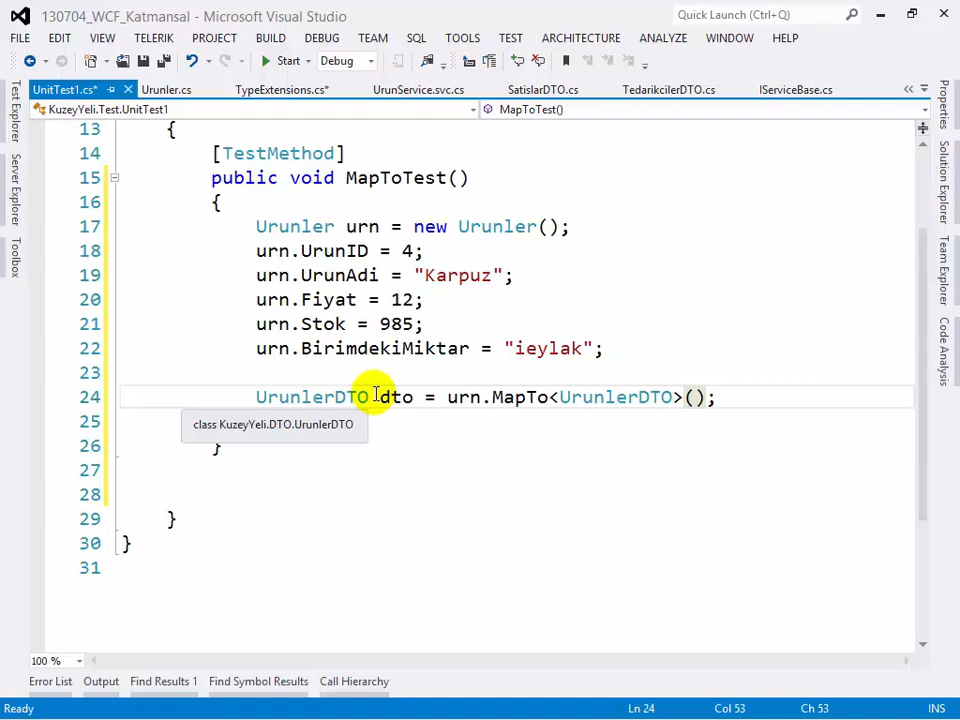 130704_WCF_Katmansal - Microsoft Visual Studio
Quick Launch (Ctrl+Q)
FILE EDIT VIEW TELERIK PROJECT BUILD DEBUG TEAM SQL TOOLS TEST ARCHITECTURE ANALYZE WINDOW HELP
Start Debug
UnitTest1.cs* Urunler.cs TypeExtensions.cs* UrunService.svc.cs SatislarDTO.cs TedarikcilerDTO.cs IServiceBase.cs
KuzeyYeli.Test.UnitTest1 MapToTest()
Test Explorer
Server Explorer
Toolbox
13 {
14 [TestMethod]
15 public void MapToTest()
16 {
17 Urunler urn = new Urunler();
18 urn.UrunID = 4;
19 urn.UrunAdi = "Karpuz";
20 urn.Fiyat = 12;
21 urn.Stok = 985;
22 urn.BirimdekiMiktar = "ieylak";
23
24 UrunlerDTO dto = urn.MapTo<UrunlerDTO>();
25 class KuzeyYeli.DTO.UrunlerDTO
26 }
27
28
29 }
30 }
31
Properties
Solution Explorer
Team Explorer
Code Analysis
100 %
Error List Output Find Results 1 Find Symbol Results Call Hierarchy
Ready Ln 24 Col 53 Ch 53 INS